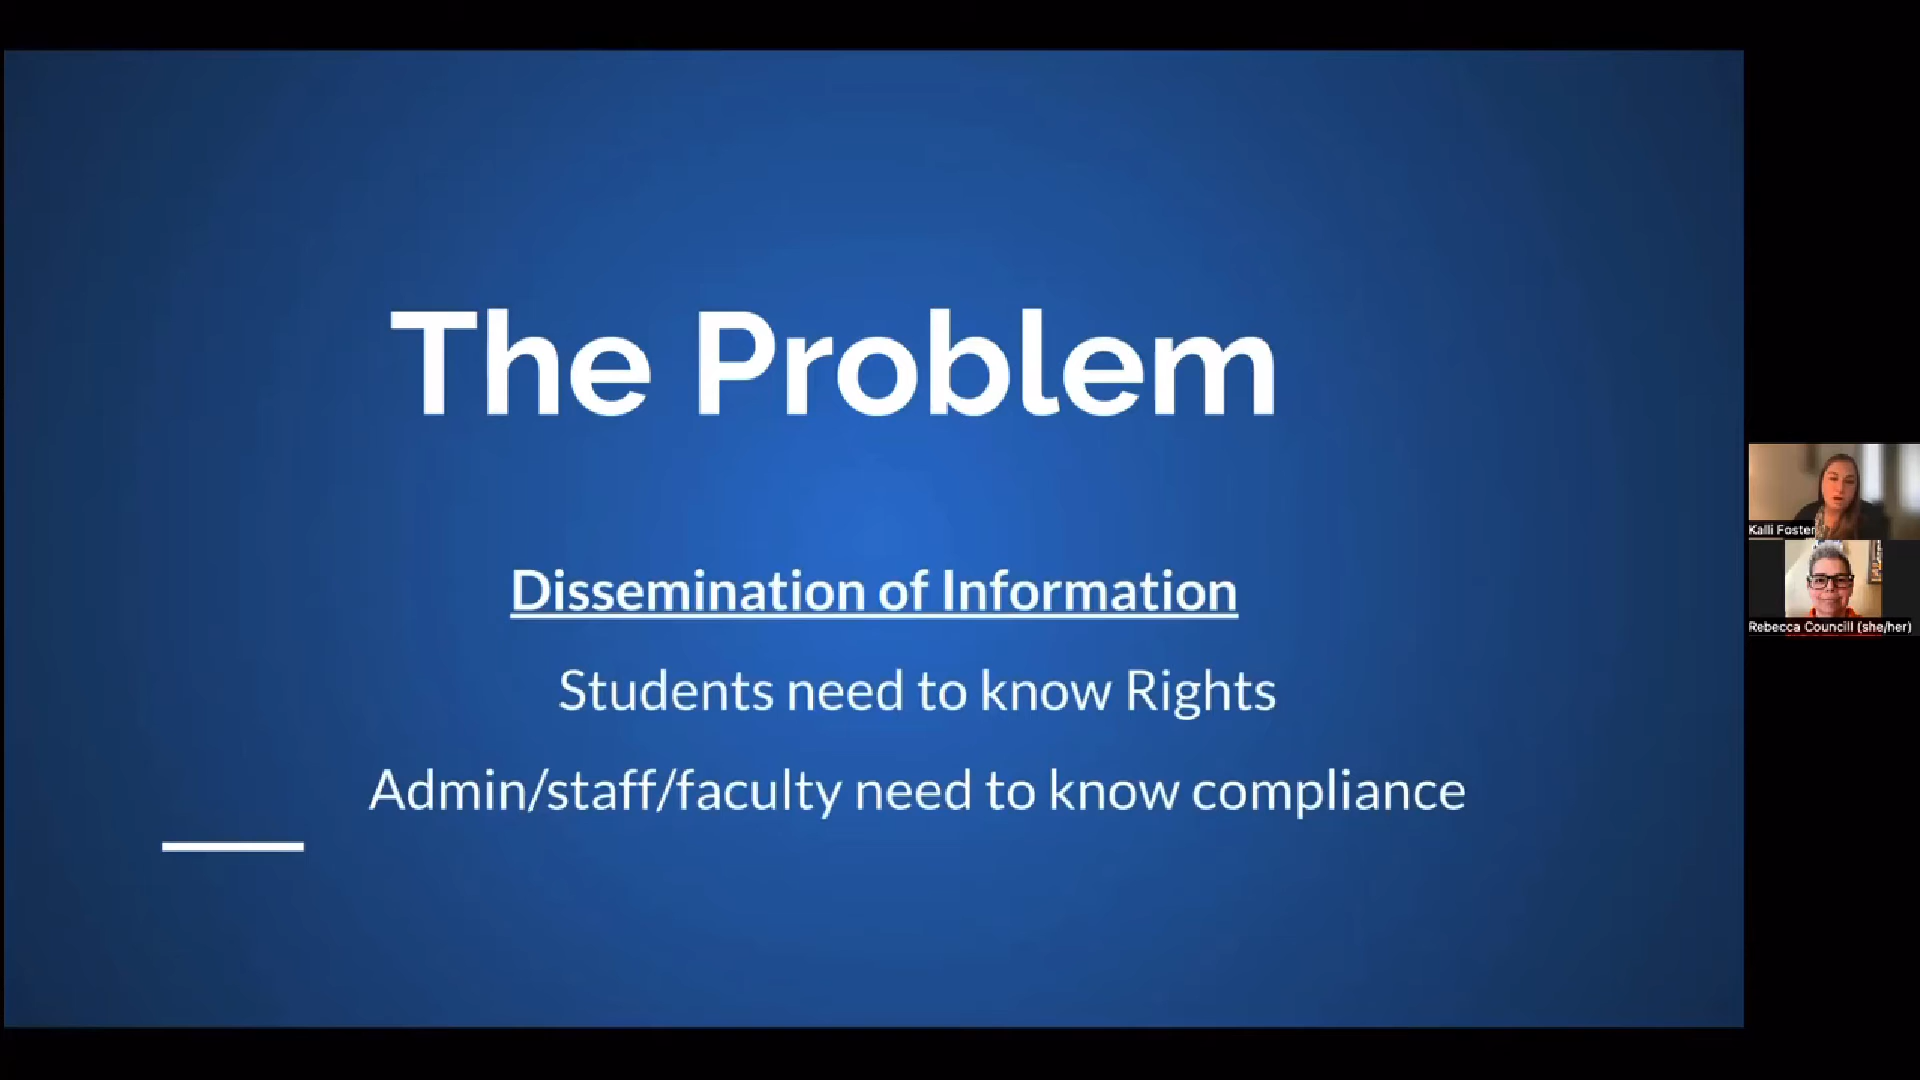 The Problem
Dissemination of Information
Students need to know Rights
Admin/staff/faculty need to know compliance
Kalli Foster
Rebecca Councill (she/her)